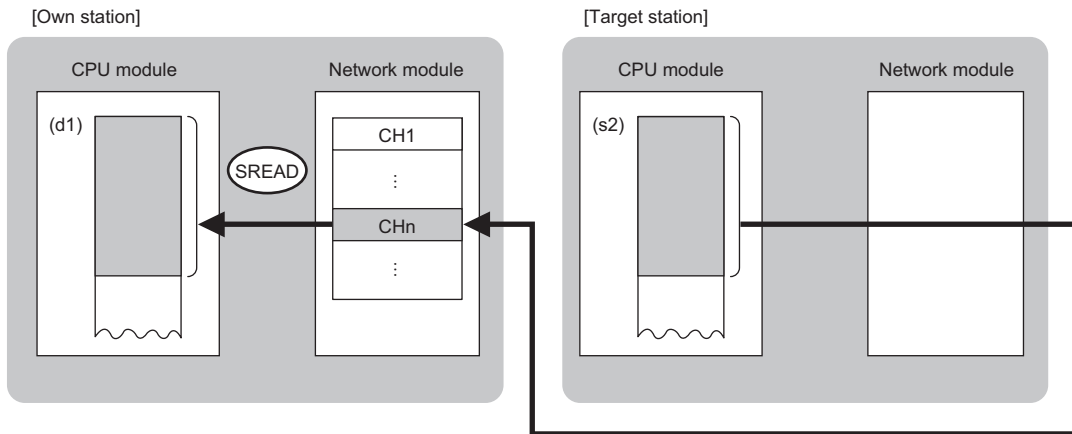 [Own station]
[Target station]
CPU module
Network module
CPU module
Network module
(d1)
CH1
(s2)
SREAD
⋮
CHn
⋮